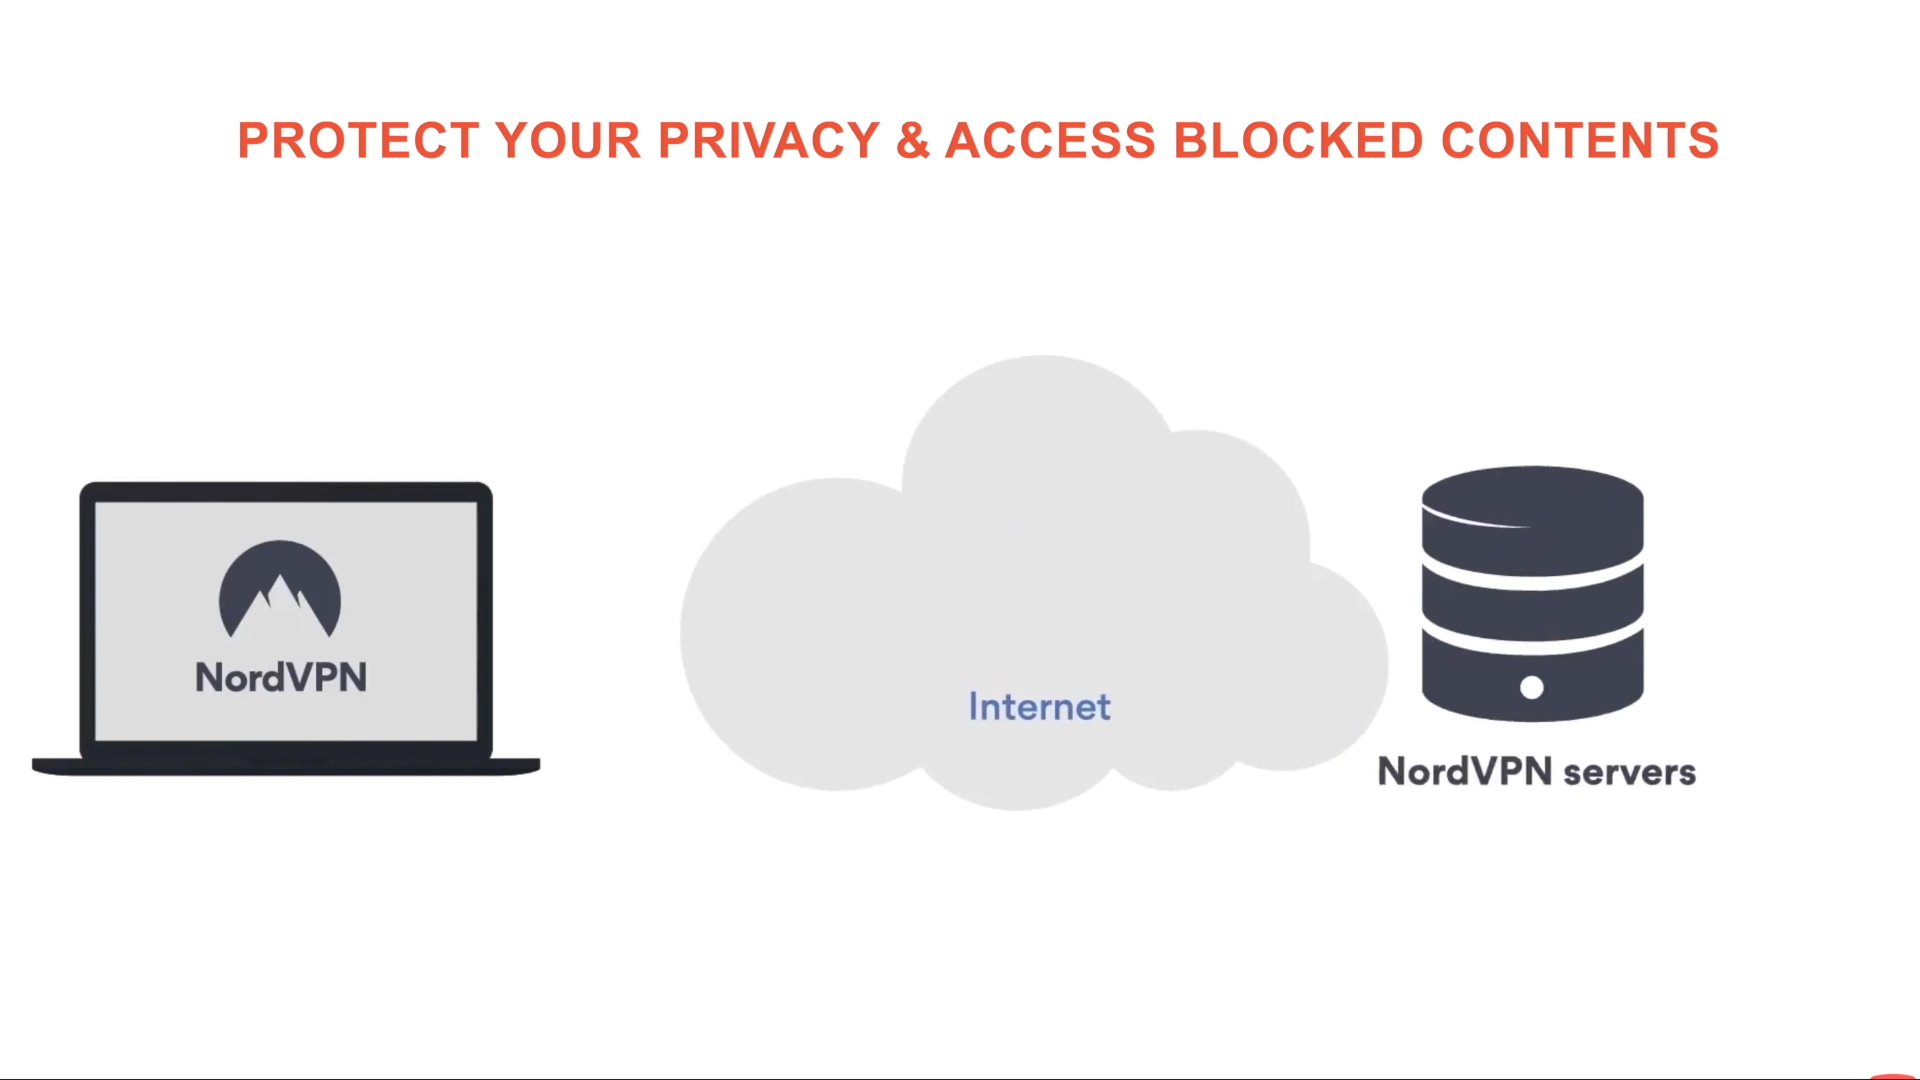 PROTECT YOUR PRIVACY & ACCESS BLOCKED CONTENTS
NordVPN
Internet
NordVPN servers